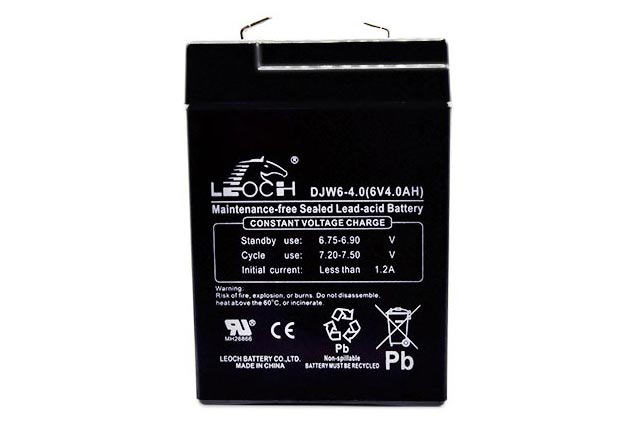 LEOCH ®
DJW6-4.0(6V4.0AH)
Maintenance-free Sealed Lead-acid Battery
CONSTANT VOLTAGE CHARGE
Standby use: 6.75-6.90 V
Cycle use: 7.20-7.50 V
Initial current: Less than 1.2A
Warning:
Risk of fire, explosion, or burns. Do not disassemble,
heat above the 60°C, or incinerate.
MH26866
CE
LEOCH BATTERY CO.,LTD.
MADE IN CHINA
Pb
Non-spillable
BATTERY MUST BE RECYCLED
Pb